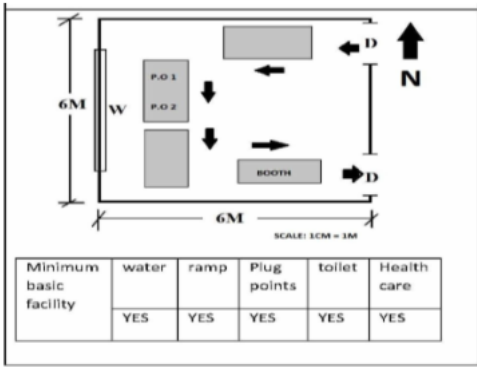 D
N
P.O 1
6M
W
P.O 2
BOOTH
D
6M
SCALE: 1CM = 1M
Minimum basic facility water ramp Plug points toilet Health care
YES YES YES YES YES